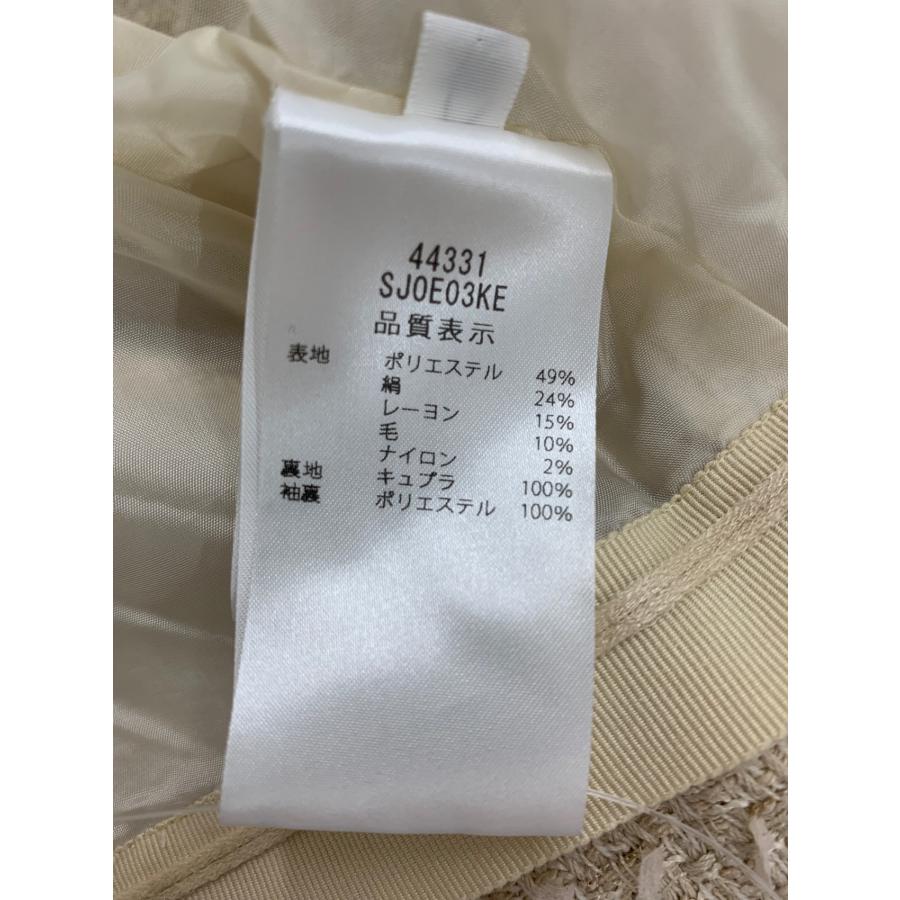 44331
SJ0E03KE
品質表示
表地 ポリエステル 49%
絹 24%
レーヨン 15%
毛 10%
ナイロン 2%
裏地 キュプラ 100%
袖裏 ポリエステル 100%